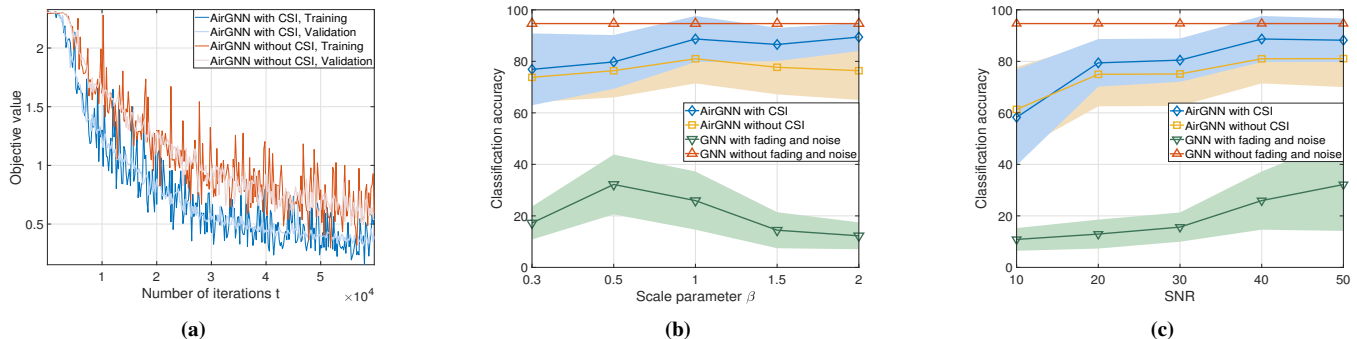 AirGNN with CSI, Training
AirGNN with CSI, Validation
AirGNN without CSI, Training
AirGNN without CSI, Validation
Objective value
2
1.5
1
0.5
1 2 3 4 5
×10⁴
Number of iterations t
(a)
Classification accuracy
100
80
60
40
20
0
AirGNN with CSI
AirGNN without CSI
GNN with fading and noise
GNN without fading and noise
0.3 0.5 1 1.5 2
Scale parameter β
(b)
Classification accuracy
100
80
60
40
20
0
AirGNN with CSI
AirGNN without CSI
GNN with fading and noise
GNN without fading and noise
10 20 30 40 50
SNR
(c)